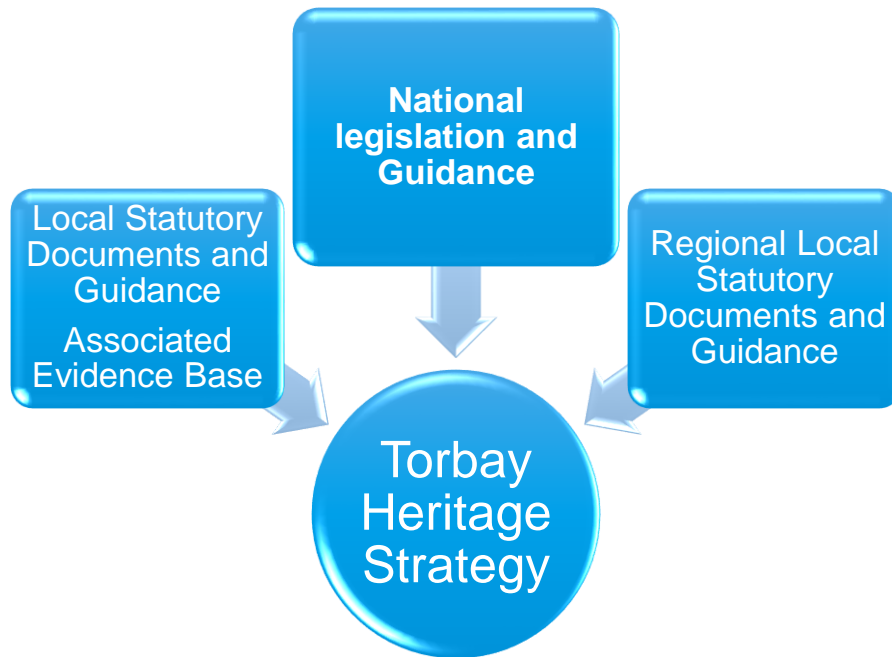 National
legislation and
Guidance
Local Statutory
Documents and
Guidance
Associated
Evidence Base
Regional Local
Statutory
Documents and
Guidance
Torbay
Heritage
Strategy